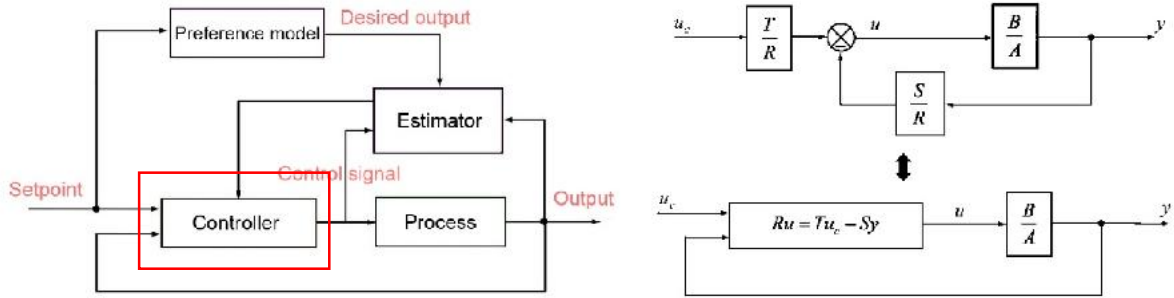 Desired output
Preference model
Estimator
Control signal
Setpoint
Controller
Process
Output
u_c
T
R
u
B
A
y
S
R
u_c
Ru = Tu_c − Sy
u
B
A
y